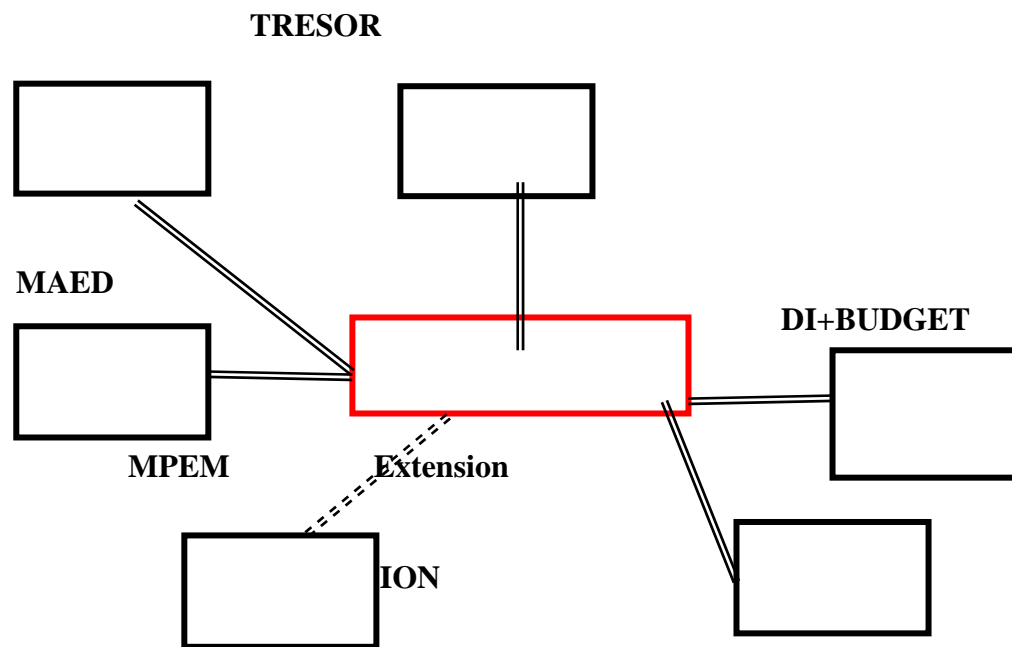 TRESOR
MAED
DI+BUDGET
MPEM
Extension
ION